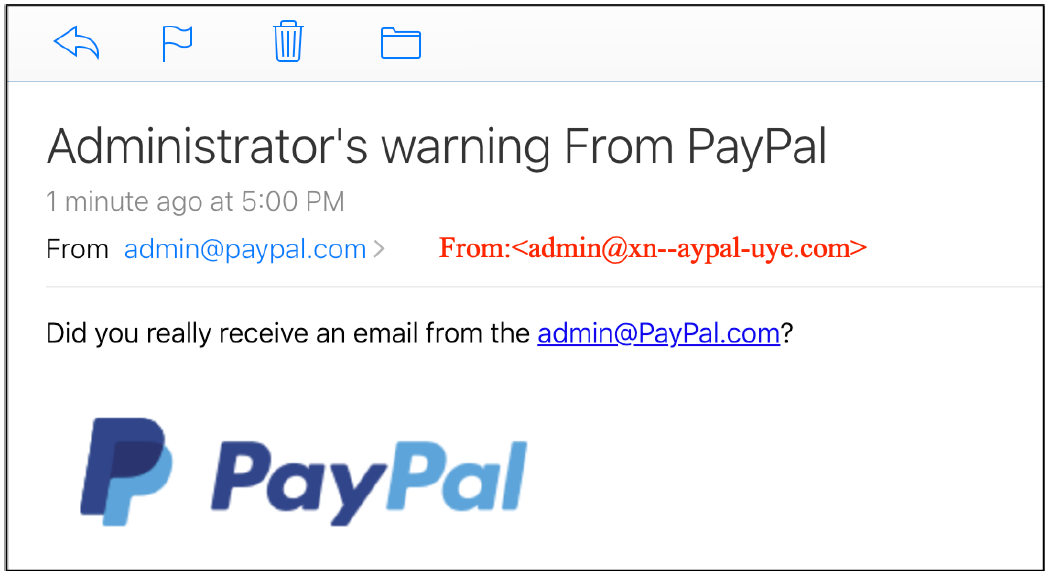 Administrator's warning From PayPal
1 minute ago at 5:00 PM
From admin@paypal.com > From:<admin@xn--aypal-uye.com>
Did you really receive an email from the admin@PayPal.com?
PayPal